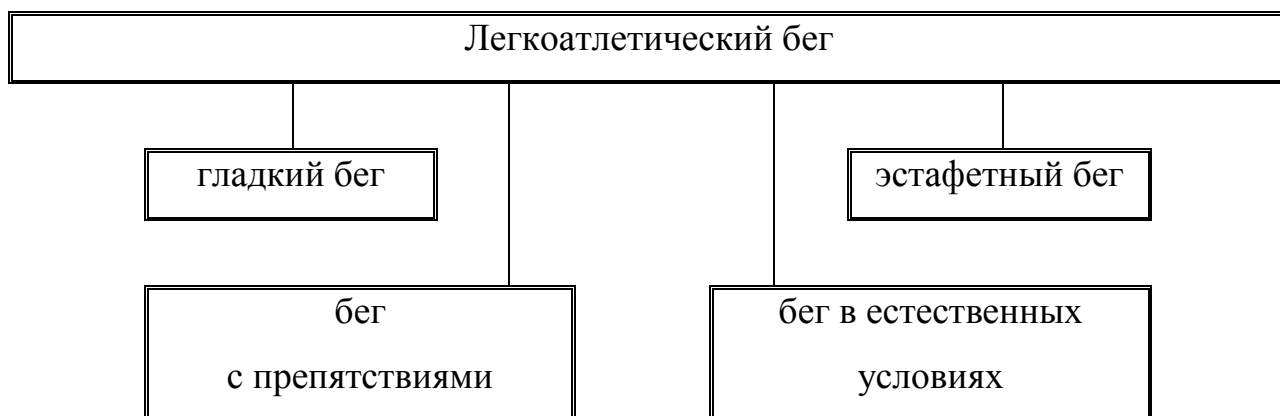 Легкоатлетический бег
гладкий бег
эстафетный бег
бег
с препятствиями
бег в естественных
условиях